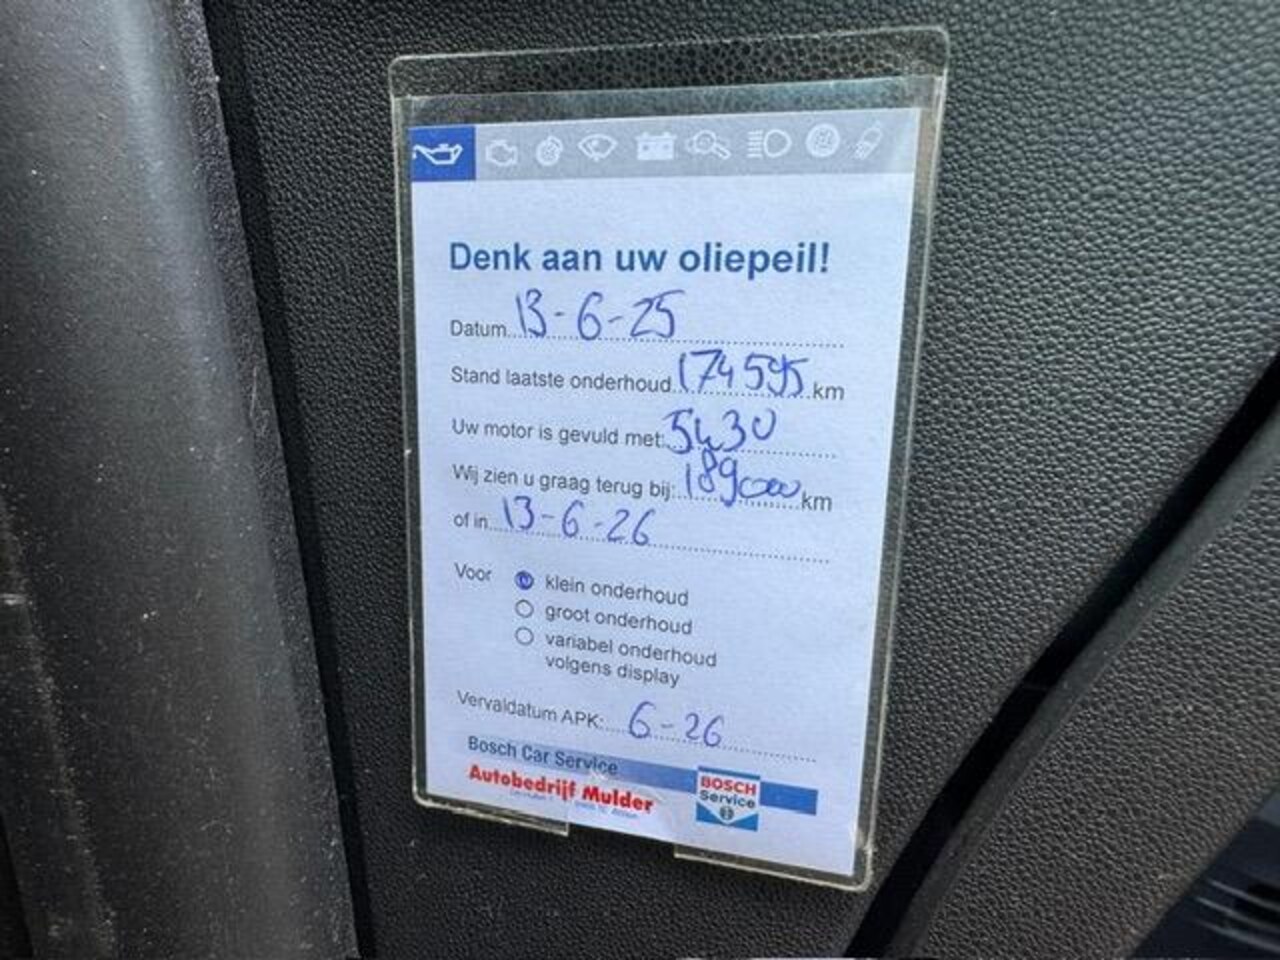 Denk aan uw oliepeil!
Datum 13-6-25
Stand laatste onderhoud 174595 km
Uw motor is gevuld met: 5W30
Wij zien u graag terug bij: 189000 km
of in 13-6-26
Voor klein onderhoud
groot onderhoud
variabel onderhoud
volgens display
Vervaldatum APK: 6-26
Bosch Car Service
Autobedrijf Mulder
BOSCH
Service